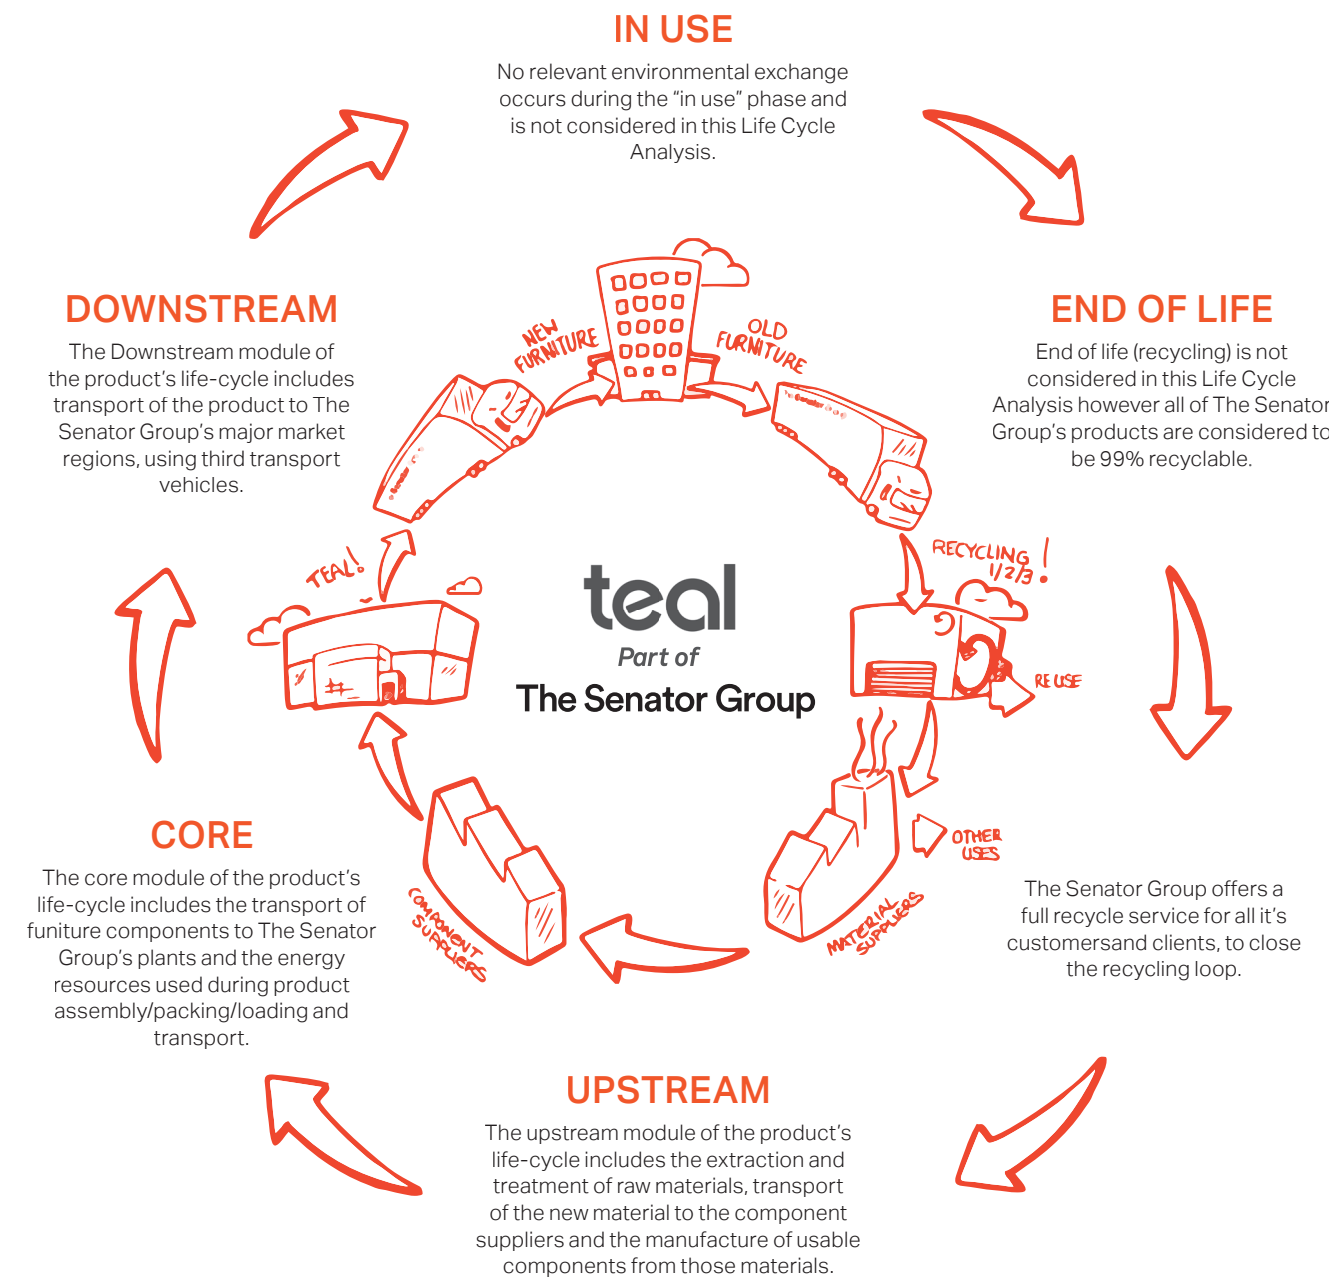 IN USE
No relevant environmental exchange
occurs during the “in use” phase and
is not considered in this Life Cycle
Analysis.
DOWNSTREAM
The Downstream module of
the product’s life-cycle includes
transport of the product to The
Senator Group’s major market
regions, using third transport
vehicles.
END OF LIFE
End of life (recycling) is not
considered in this Life Cycle
Analysis however all of The Senator
Group’s products are considered to
be 99% recyclable.
NEW
FURNITURE
OLD
FURNITURE
Senator
Senator
TEAL!
RECYCLING!
1/2/3
teal
Part of
The Senator Group
RE USE
OTHER
USES
COMPONENT
SUPPLIERS
MATERIAL
SUPPLIERS
CORE
The core module of the product’s
life-cycle includes the transport of
funiture components to The Senator
Group’s plants and the energy
resources used during product
assembly/packing/loading and
transport.
The Senator Group offers a
full recycle service for all it’s
customersand clients, to close
the recycling loop.
UPSTREAM
The upstream module of the product’s
life-cycle includes the extraction and
treatment of raw materials, transport
of the new material to the component
suppliers and the manufacture of usable
components from those materials.